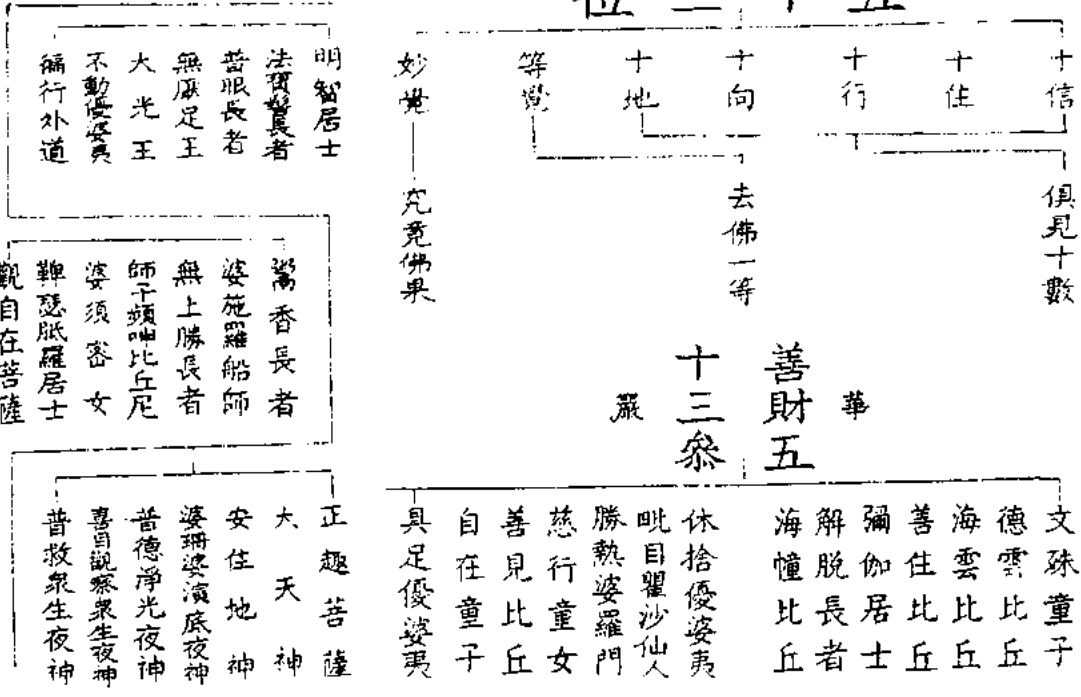 五十二位
十信
十住
十行
十向
十地
等覺
妙覺
俱見十數
去佛一等
究竟佛果
華
善財五
十三叅
嚴
文殊童子
德雲比丘
海雲比丘
善住比丘
彌伽居士
解脫長者
海幢比丘
休捨優婆夷
毗目瞿沙仙人
勝熱婆羅門
慈行童女
善見比丘
自在童子
具足優婆夷
明智居士
法寶髻長者
普眼長者
無厭足王
大光王
不動優婆夷
徧行外道
鬻香長者
婆施羅船師
無上勝長者
師子頻呻比丘尼
婆須密女
鞞瑟胝羅居士
觀自在菩薩
正趣菩薩
大天神
安住地神
婆珊婆演底夜神
普德淨光夜神
喜目觀察衆生夜神
普救衆生夜神